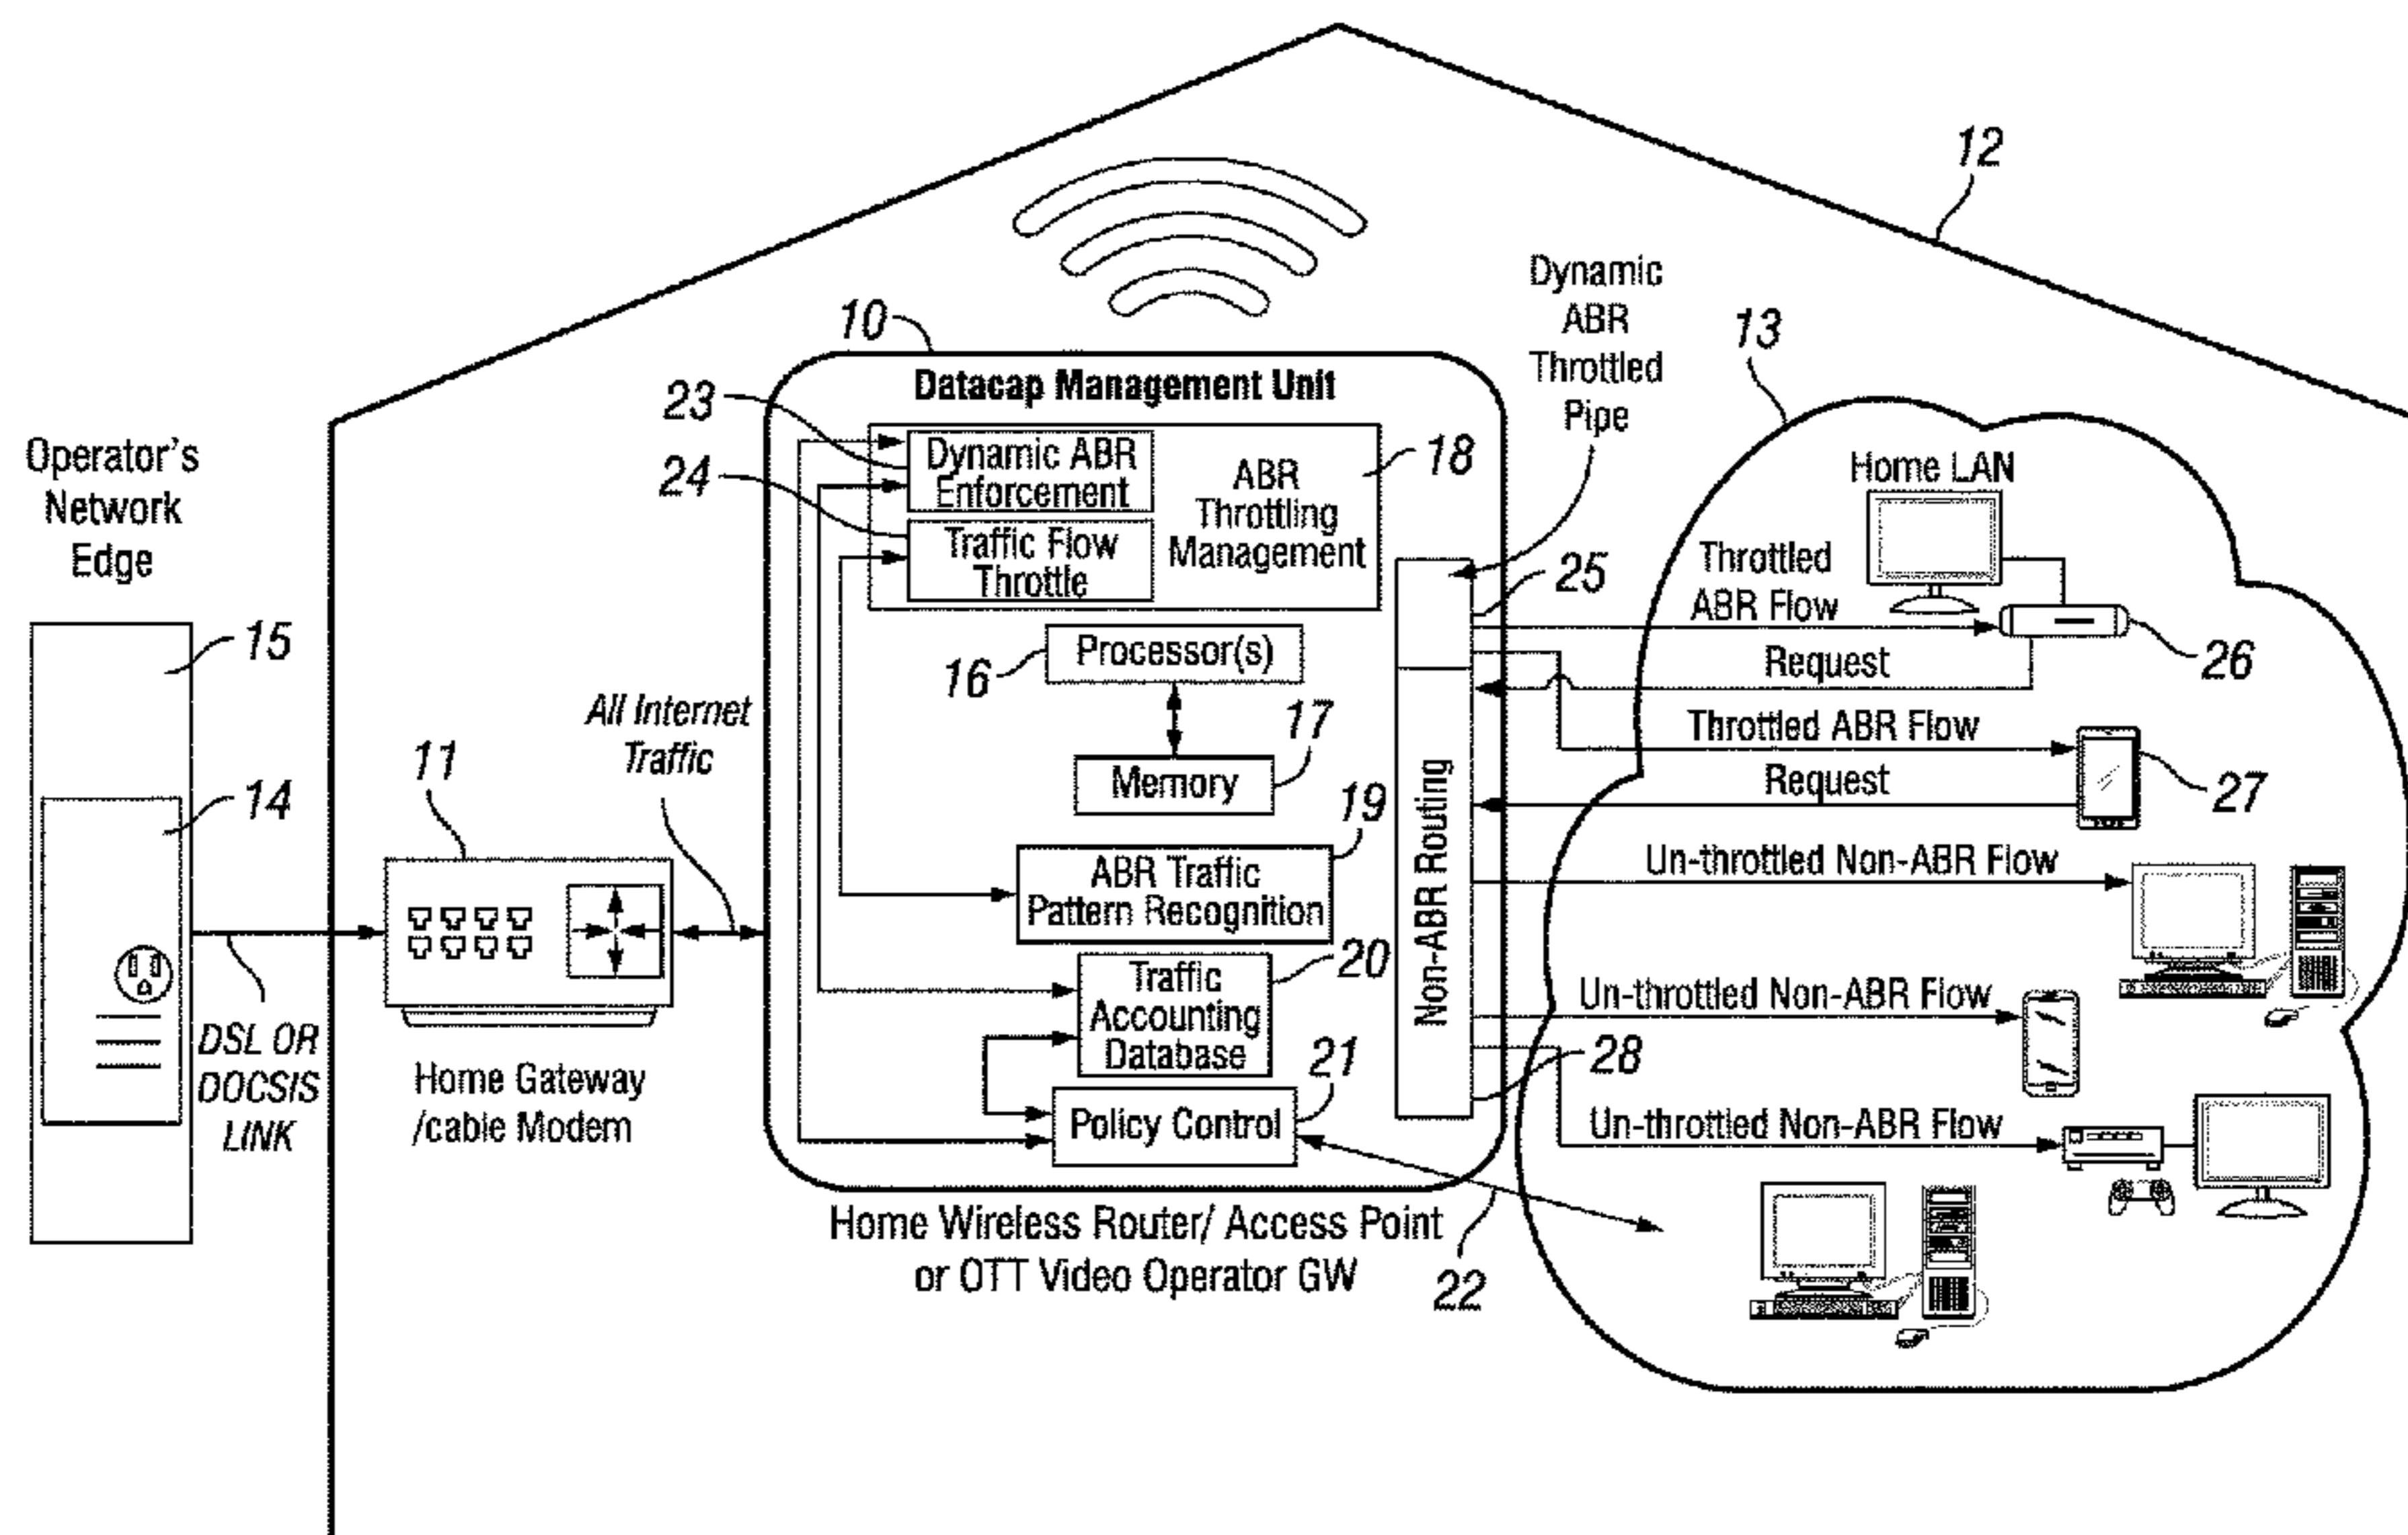 12
Dynamic
ABR
Throttled
Pipe
10
13
Datacap Management Unit
23
Operator's
Network
Edge
Dynamic ABR
Enforcement
24
ABR
Throttling
Management
18
Home LAN
Traffic Flow
Throttle
25
Throttled
ABR Flow
15
Processor(s)
16
Request
26
All Internet
Traffic
17
Memory
Throttled ABR Flow
11
14
19
Request
27
ABR Traffic
Pattern Recognition
Non-ABR Routing
Un-throttled Non-ABR Flow
20
Traffic
Accounting
Database
Un-throttled Non-ABR Flow
DSL OR
DOCSIS
LINK
Home Gateway
/cable Modem
21
28
Policy Control
Un-throttled Non-ABR Flow
Home Wireless Router/ Access Point
or OTT Video Operator GW
22